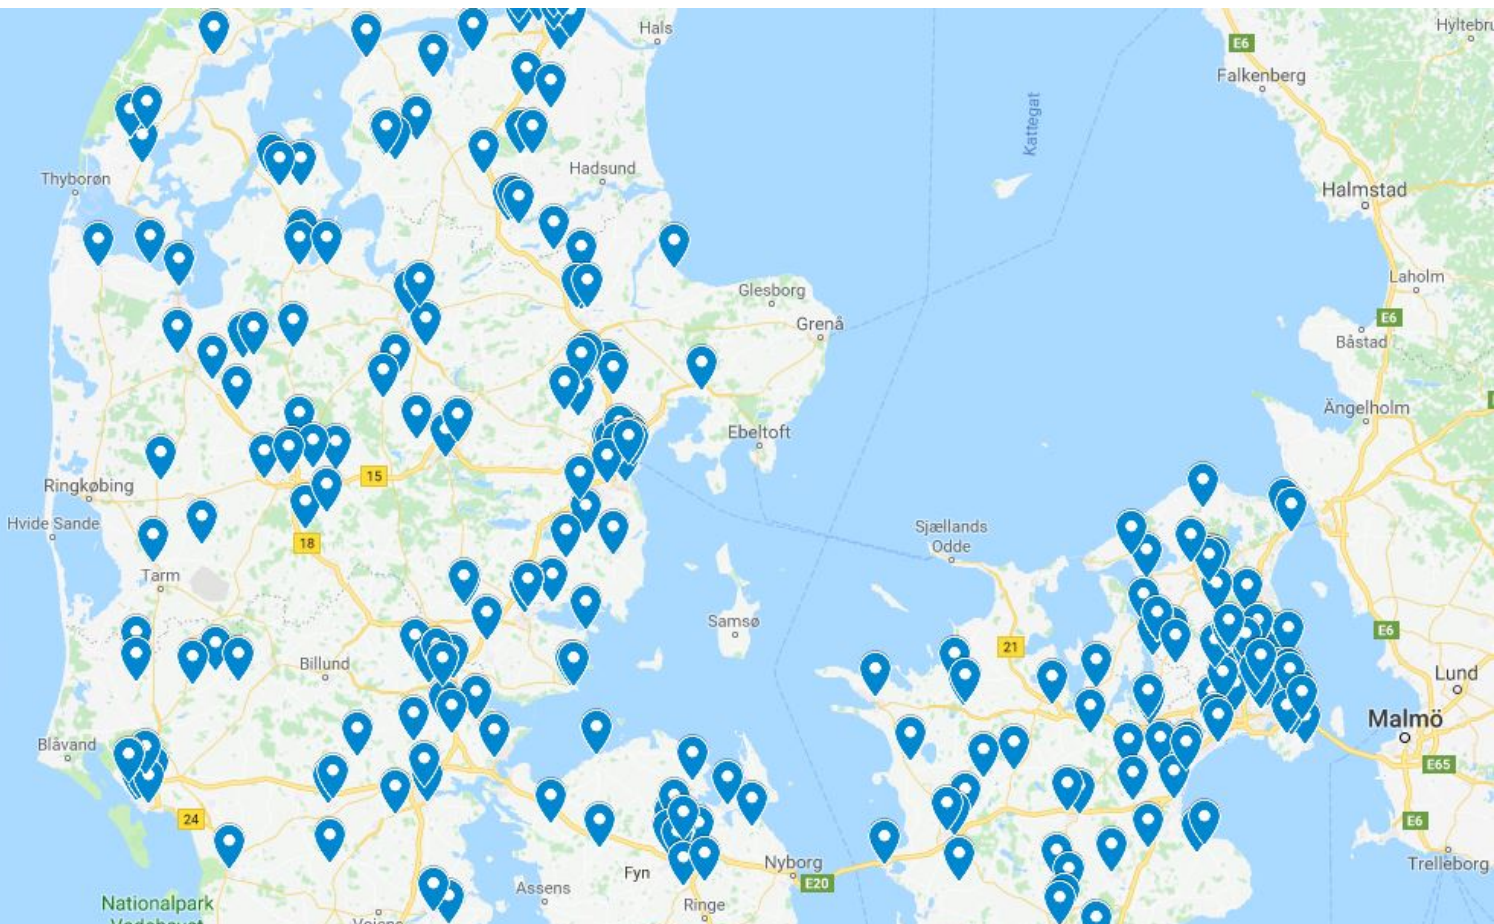 Hals
E6
Hyltebru
Falkenberg
Kattegat
Hadsund
Thyborøn
Halmstad
Laholm
Glesborg
Grenå
E6
Båstad
Ängelholm
Ebeltoft
15
Ringkøbing
Hvide Sande
Sjællands
Odde
18
Tarm
Samsø
E6
21
Billund
Lund
Malmö
Blåvand
E65
24
E6
Nyborg
Trelleborg
Fyn
E20
Assens
Nationalpark
Ringe